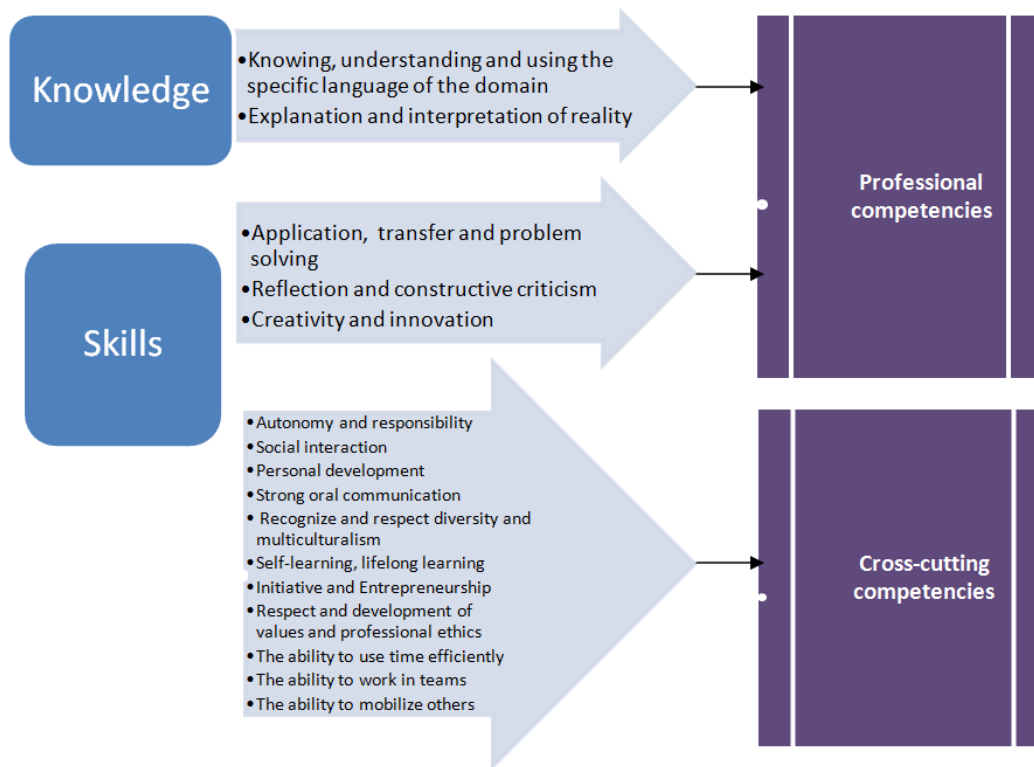 Knowledge
•Knowing, understanding and using the
specific language of the domain
•Explanation and interpretation of reality
Professional
competencies
Skills
•Application, transfer and problem
solving
•Reflection and constructive criticism
•Creativity and innovation
•Autonomy and responsibility
•Social interaction
•Personal development
•Strong oral communication
• Recognize and respect diversity and
multiculturalism
•Self-learning, lifelong learning
•Initiative and Entrepreneurship
•Respect and development of
values and professional ethics
•The ability to use time efficiently
•The ability to work in teams
•The ability to mobilize others
Cross-cutting
competencies